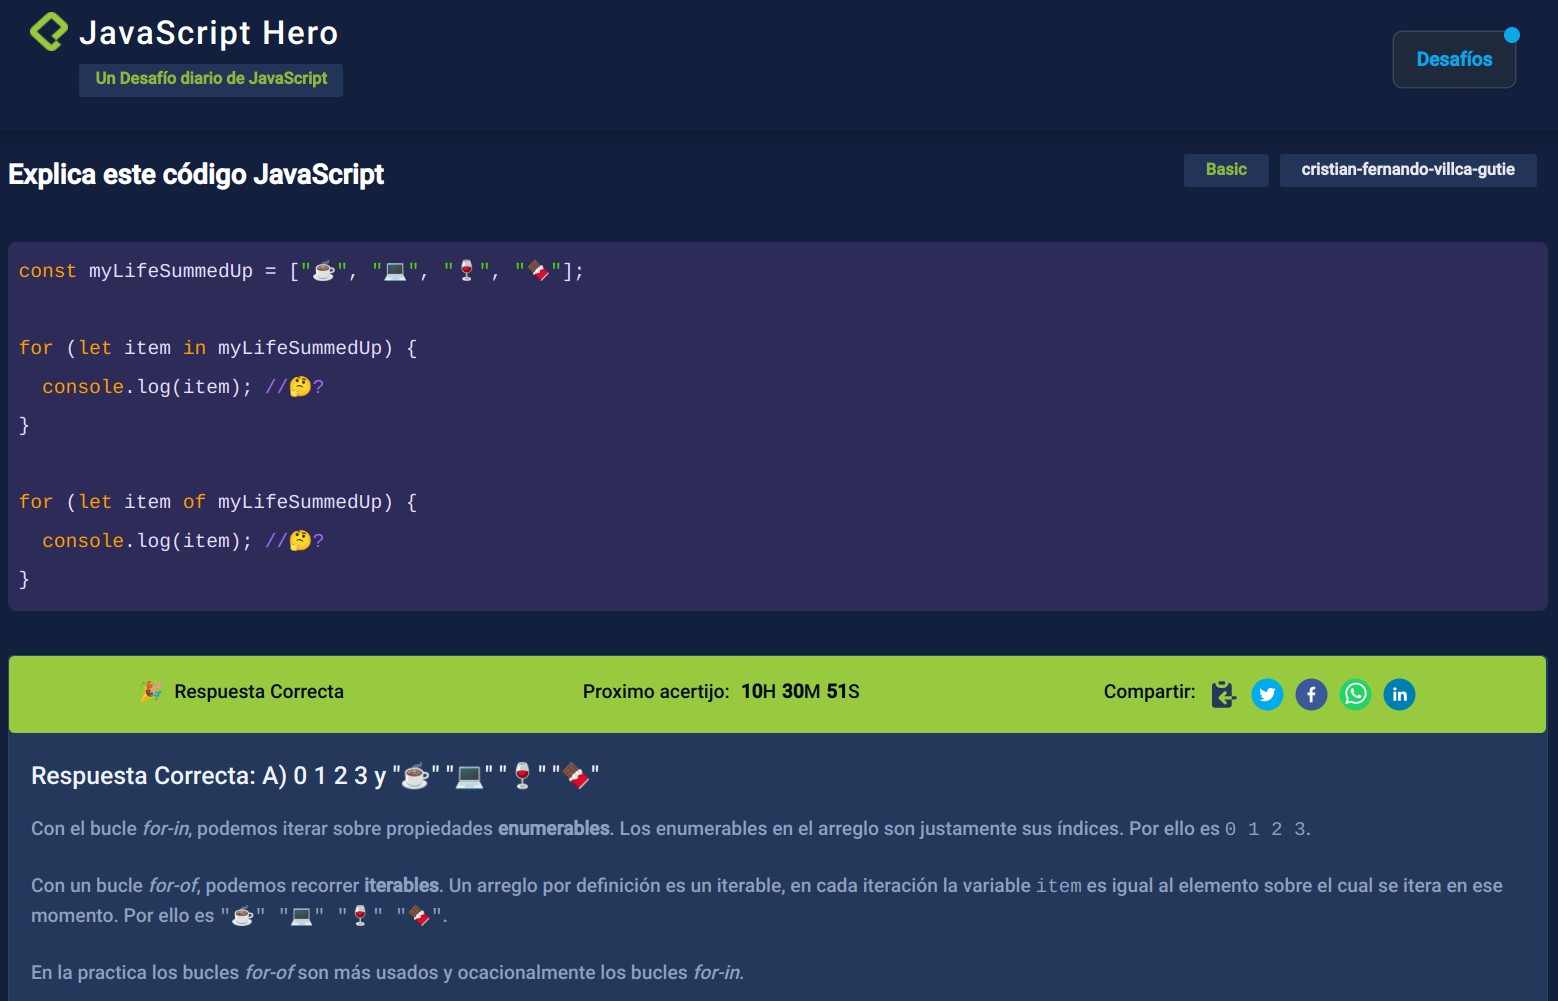 JavaScript Hero
Un Desafío diario de JavaScript
Desafíos
Explica este código JavaScript
Basic
cristian-fernando-villca-gutie
const myLifeSummedUp = ["☕", "💻", "🍷", "🍫"];
for (let item in myLifeSummedUp) {
  console.log(item); //🤔?
}
for (let item of myLifeSummedUp) {
  console.log(item); //🤔?
}
🎉 Respuesta Correcta
Proximo acertijo: 10H 30M 51S
Compartir:
Respuesta Correcta: A) 0 1 2 3 y "☕" "💻" "🍷" "🍫"
Con el bucle for-in, podemos iterar sobre propiedades enumerables. Los enumerables en el arreglo son justamente sus índices. Por ello es 0 1 2 3.
Con un bucle for-of, podemos recorrer iterables. Un arreglo por definición es un iterable, en cada iteración la variable item es igual al elemento sobre el cual se itera en ese
momento. Por ello es "☕" "💻" "🍷" "🍫".
En la practica los bucles for-of son más usados y ocacionalmente los bucles for-in.